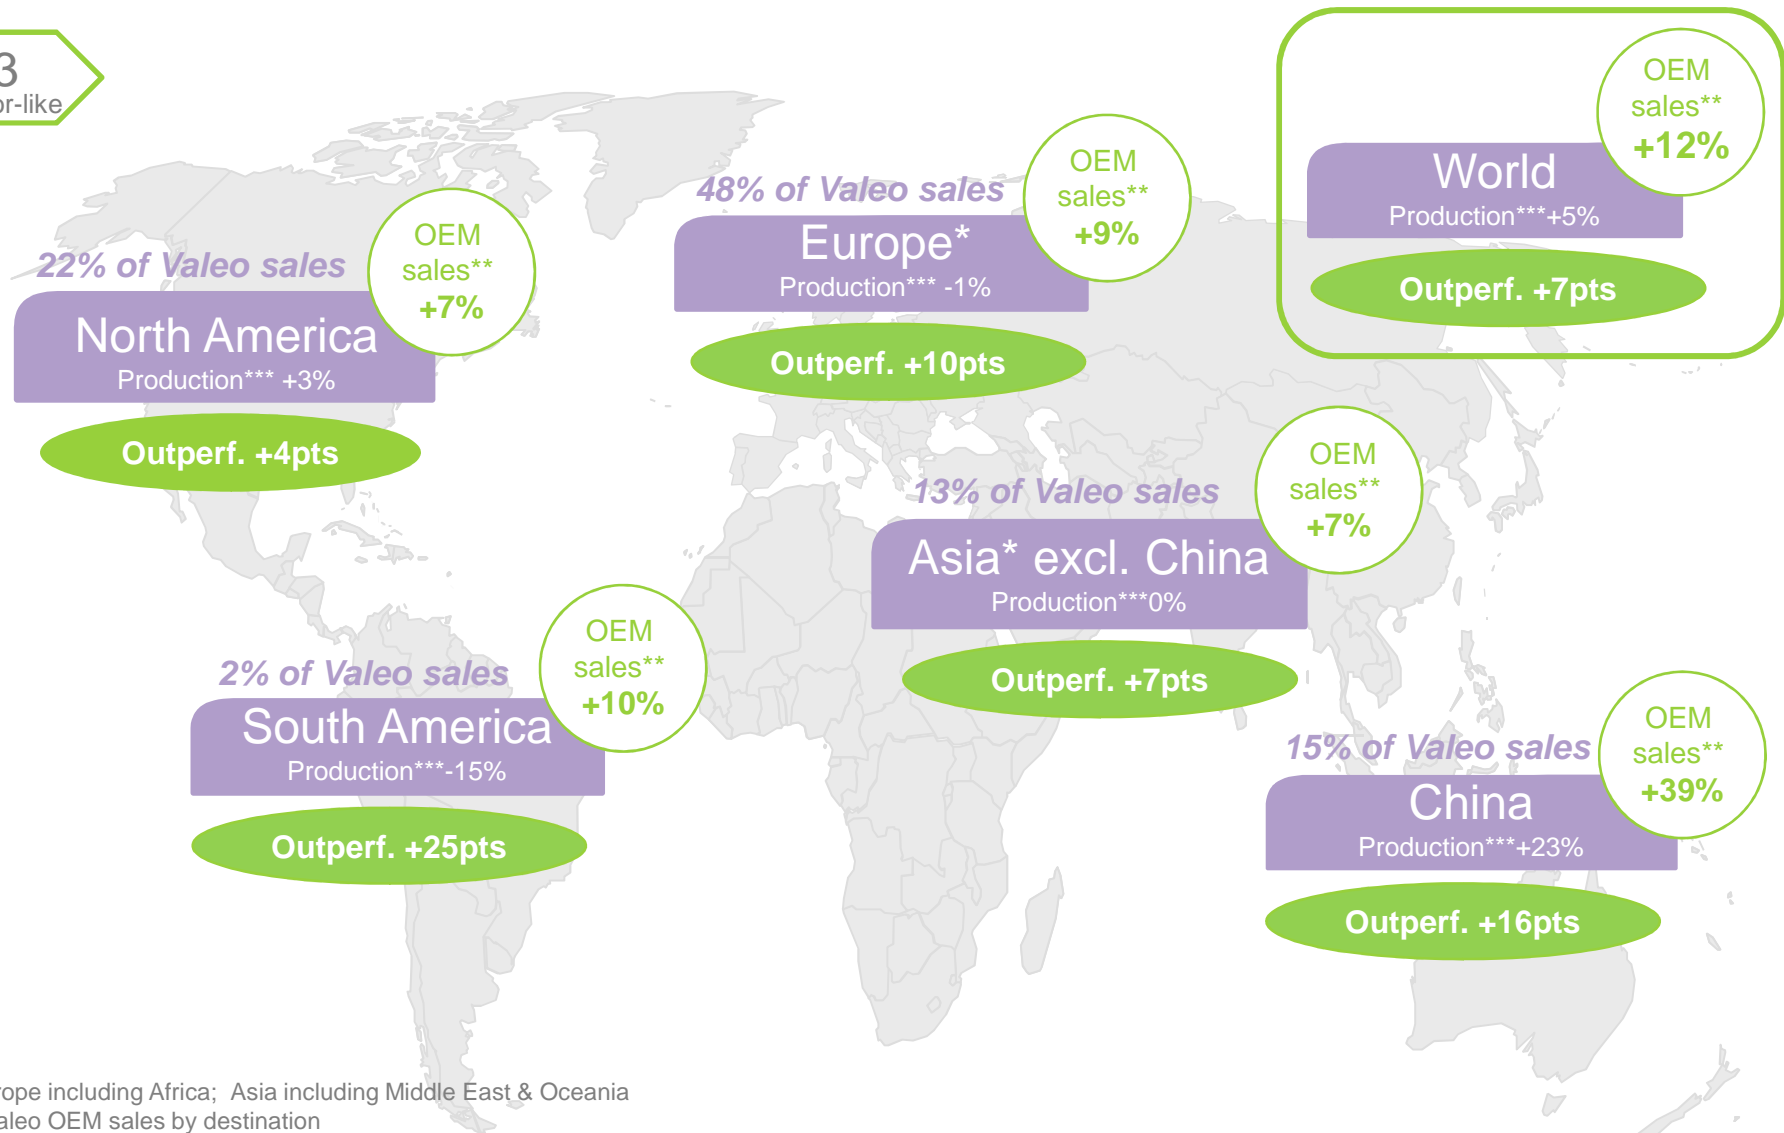 3
or-like
OEM
sales**
+12%
World
Production***+5%
Outperf. +7pts
48% of Valeo sales
OEM
sales**
+9%
Europe*
Production*** -1%
Outperf. +10pts
22% of Valeo sales
OEM
sales**
+7%
North America
Production*** +3%
Outperf. +4pts
13% of Valeo sales
OEM
sales**
+7%
Asia* excl. China
Production***0%
Outperf. +7pts
2% of Valeo sales
OEM
sales**
+10%
South America
Production***-15%
Outperf. +25pts
15% of Valeo sales
OEM
sales**
+39%
China
Production***+23%
Outperf. +16pts
rope including Africa; Asia including Middle East & Oceania
aleo OEM sales by destination